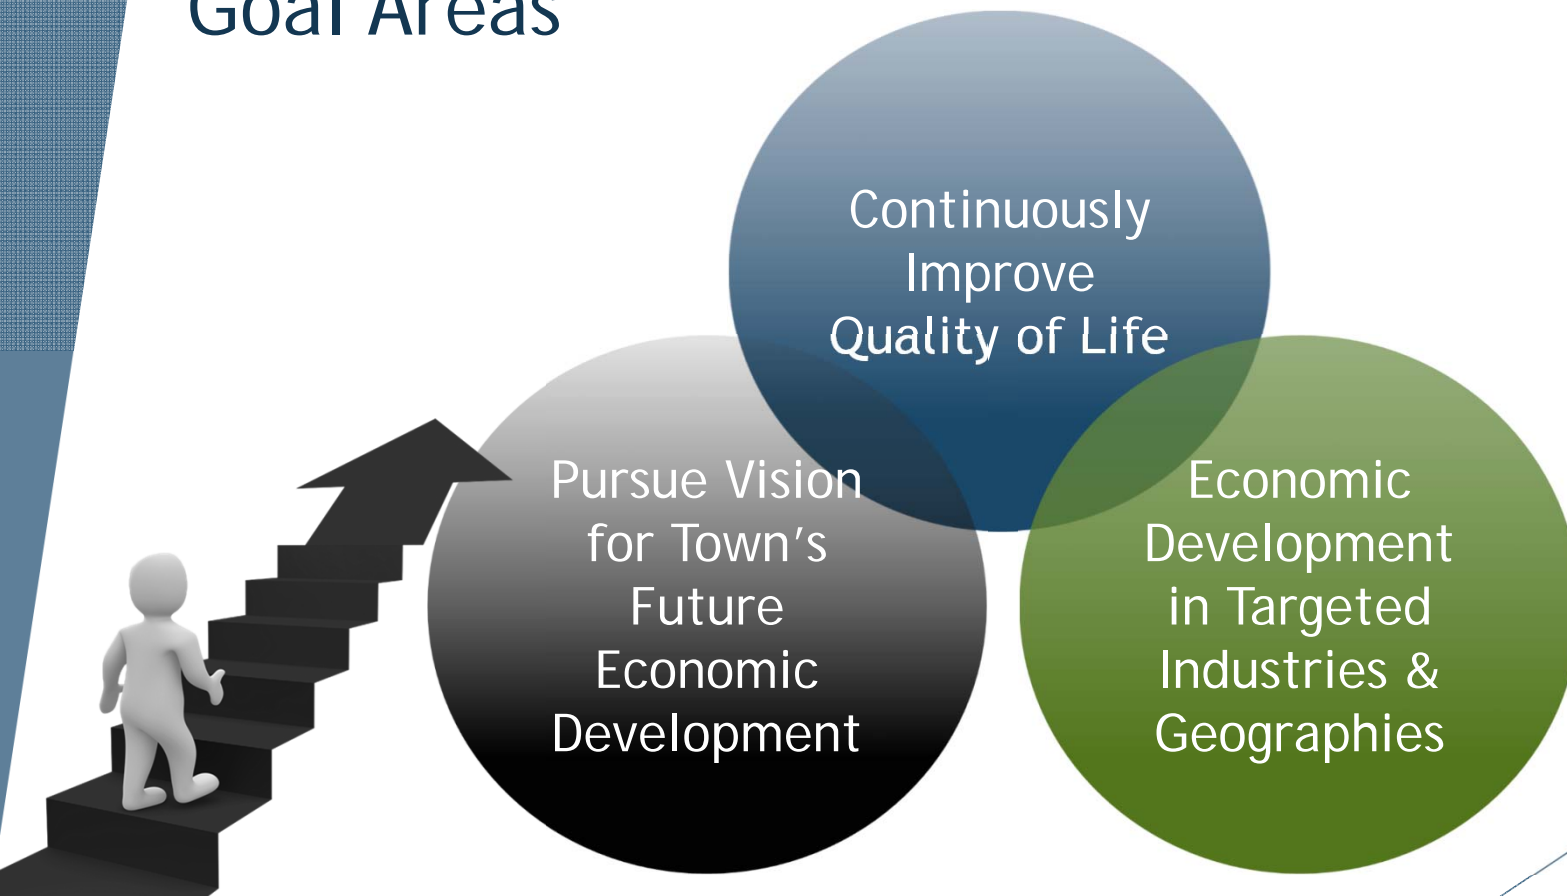 Goal Areas
Continuously
Improve
Quality of Life
Pursue Vision
for Town's
Future
Economic
Development
Economic
Development
in Targeted
Industries &
Geographies